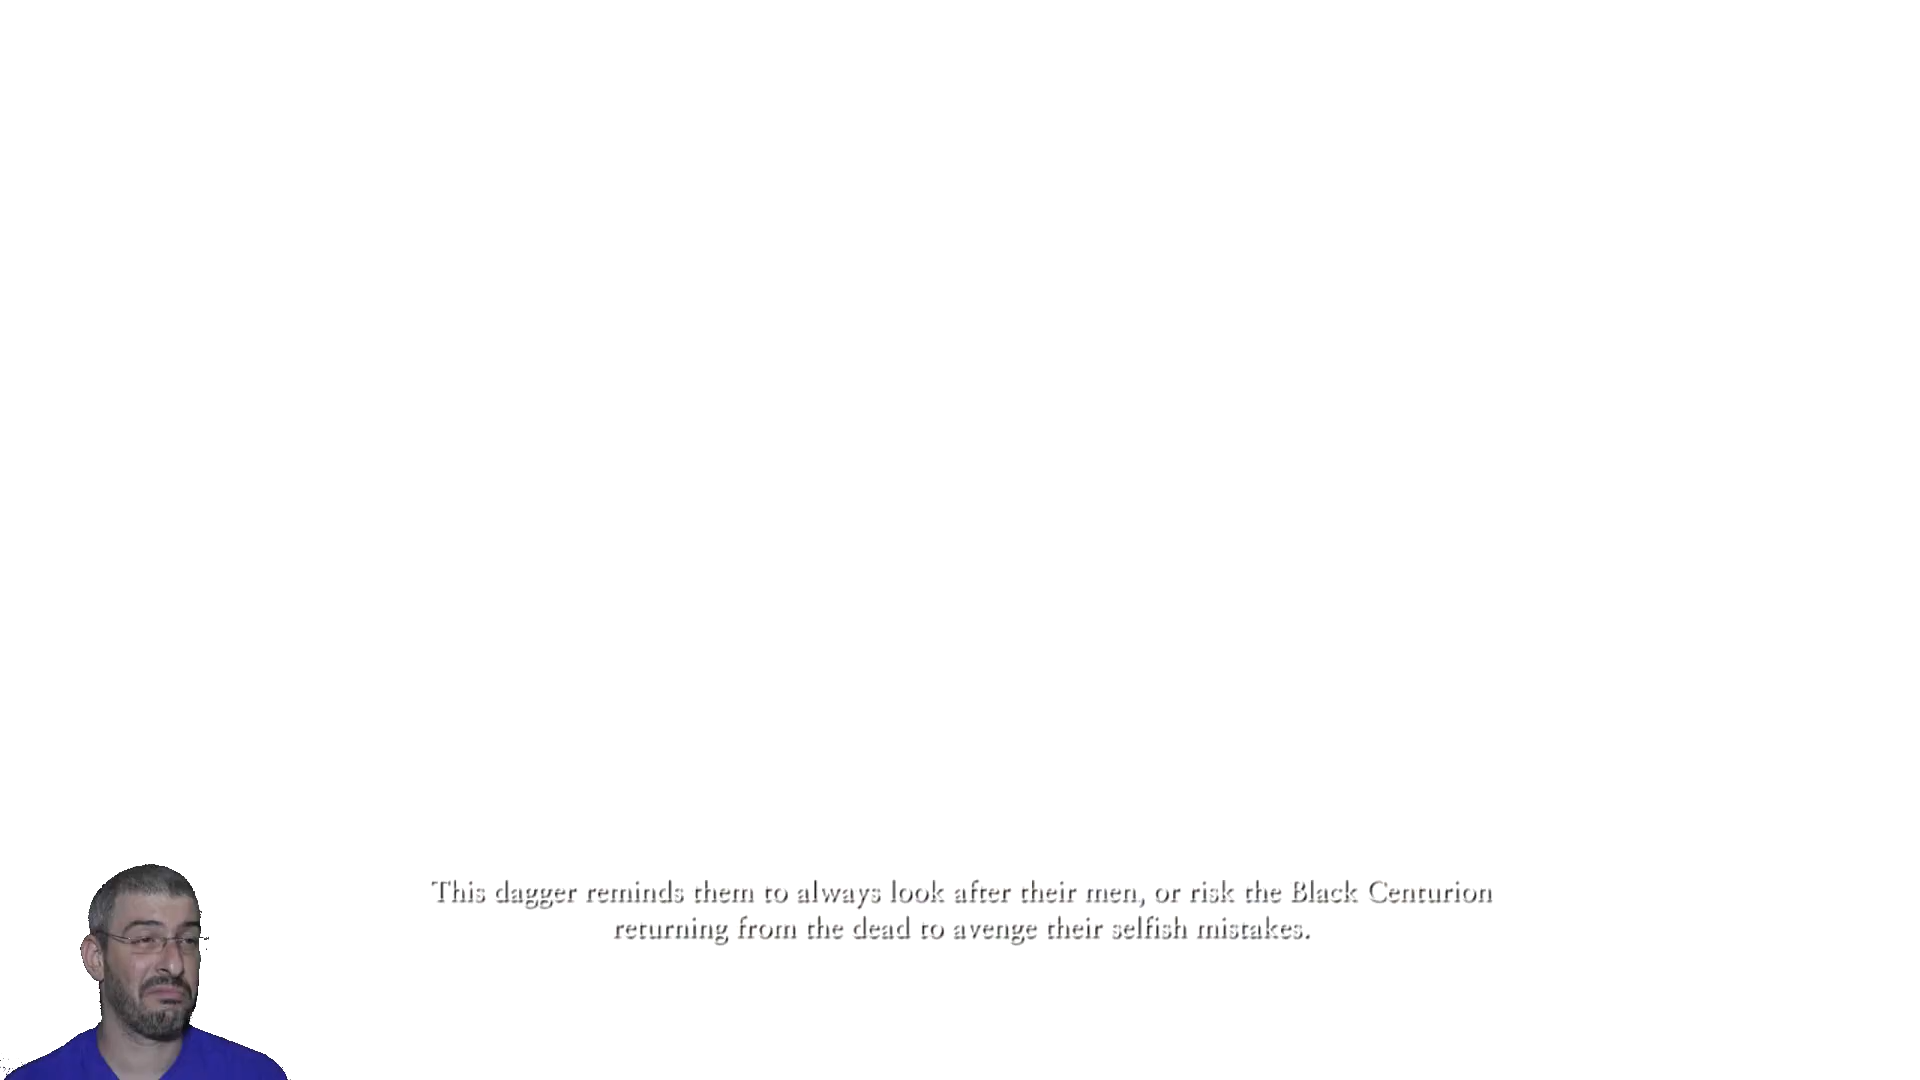 This dagger reminds them to always look after their men, or risk the Black Centurion
returning from the dead to avenge their selfish mistakes.